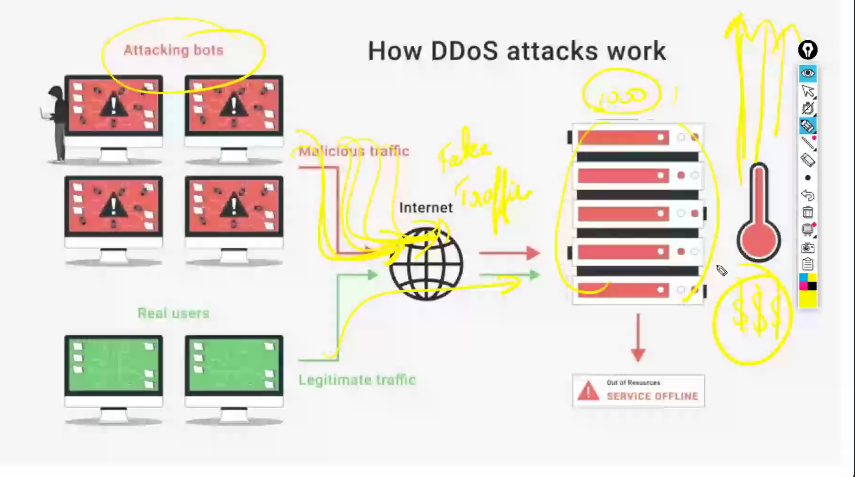 How DDoS attacks work
Attacking bots
1000
Malicious traffic
Fake
Traffic
Internet
Real users
$$$
Legitimate traffic
Out of Resources
SERVICE OFFLINE